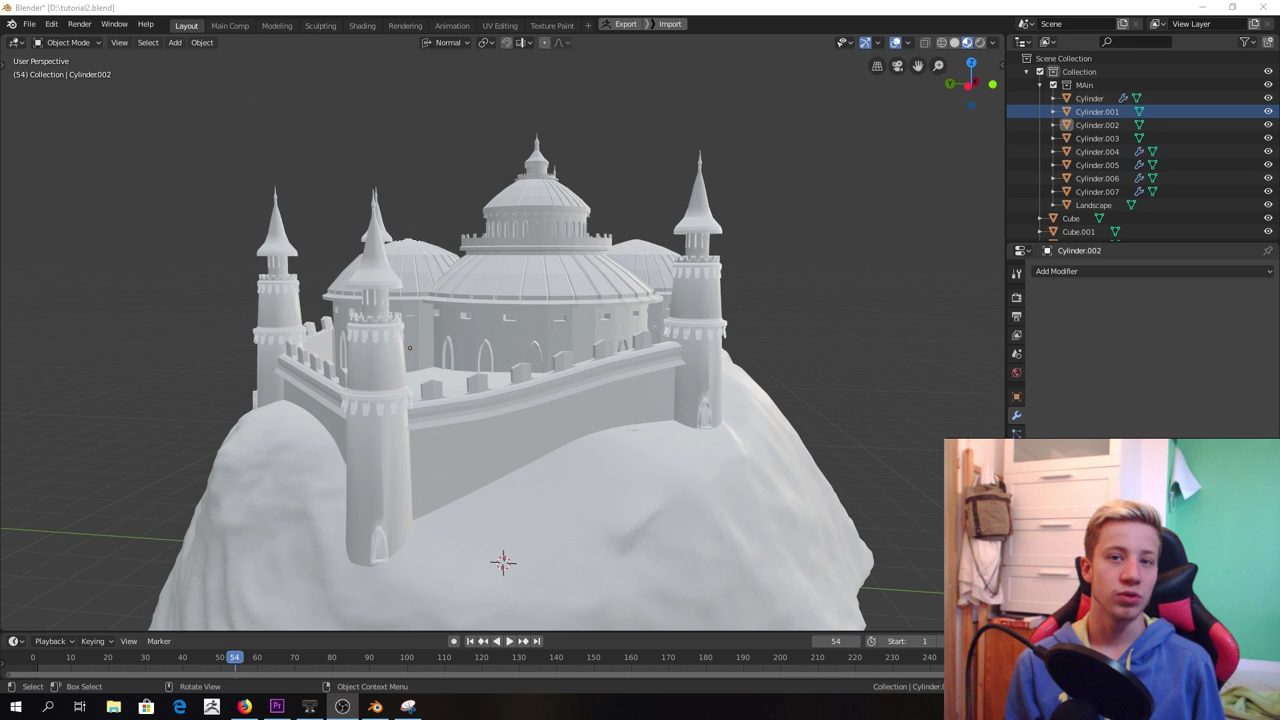 Blender* [D:\tutorial2.blend]
File Edit Render Window Help Layout Main Comp Modeling Sculpting Shading Rendering Animation UV Editing Texture Paint Export Import Scene View Layer
Object Mode View Select Add Object Normal
User Perspective
(54) Collection | Cylinder.002
Z
Y
Scene Collection
Collection
MAin
Cylinder
Cylinder.001
Cylinder.002
Cylinder.003
Cylinder.004
Cylinder.005
Cylinder.006
Cylinder.007
Landscape
Cube
Cube.001
Cylinder.002
Add Modifier
Playback Keying View Marker 54 Start: 1
0 10 20 30 40 50 54 60 70 80 90 100 110 120 130 140 150 160 170 180 190 200 210 220 230 240
Select Box Select Rotate View Object Context Menu Collection | Cylinder.0
Pr